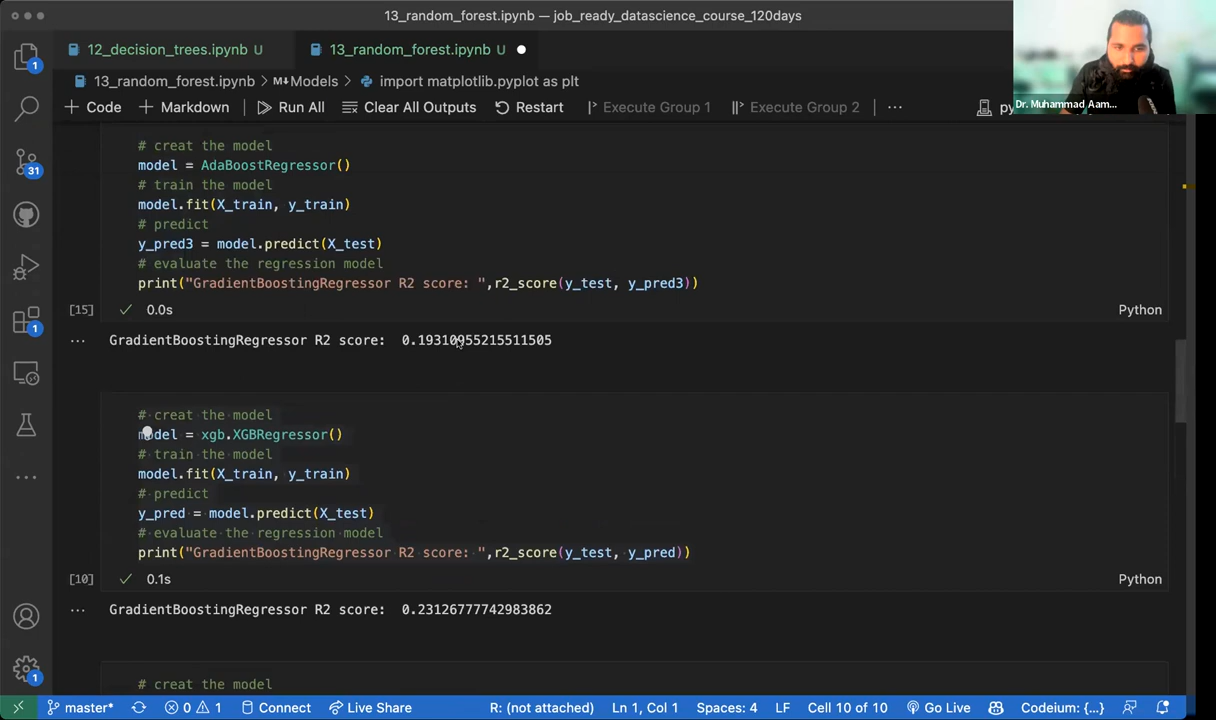 13_random_forest.ipynb — job_ready_datascience_course_120days
12_decision_trees.ipynb U
13_random_forest.ipynb U
13_random_forest.ipynb > M↓Models > import matplotlib.pyplot as plt
+ Code + Markdown Run All Clear All Outputs Restart Execute Group 1 Execute Group 2 ... py
Dr. Muhammad Aam...
# creat the model
model = AdaBoostRegressor()
# train the model
model.fit(X_train, y_train)
# predict
y_pred3 = model.predict(X_test)
# evaluate the regression model
print("GradientBoostingRegressor R2 score: ",r2_score(y_test, y_pred3))
[15] 0.0s Python
... GradientBoostingRegressor R2 score: 0.19310955215511505
# creat the model
model = xgb.XGBRegressor()
# train the model
model.fit(X_train, y_train)
# predict
y_pred = model.predict(X_test)
# evaluate the regression model
print("GradientBoostingRegressor R2 score: ",r2_score(y_test, y_pred))
[10] 0.1s Python
... GradientBoostingRegressor R2 score: 0.23126777742983862
# creat the model
1
31
1
1
master* 0 1 Connect Live Share R: (not attached) Ln 1, Col 1 Spaces: 4 LF Cell 10 of 10 Go Live Codeium: {...}